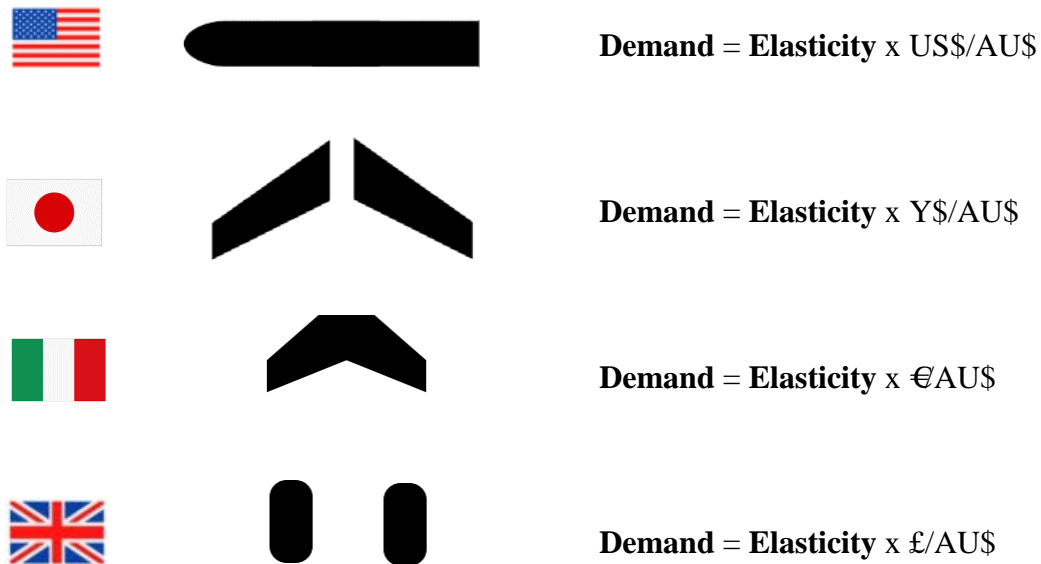 Demand = Elasticity x US$/AU$
Demand = Elasticity x Y$/AU$
Demand = Elasticity x €/AU$
Demand = Elasticity x £/AU$